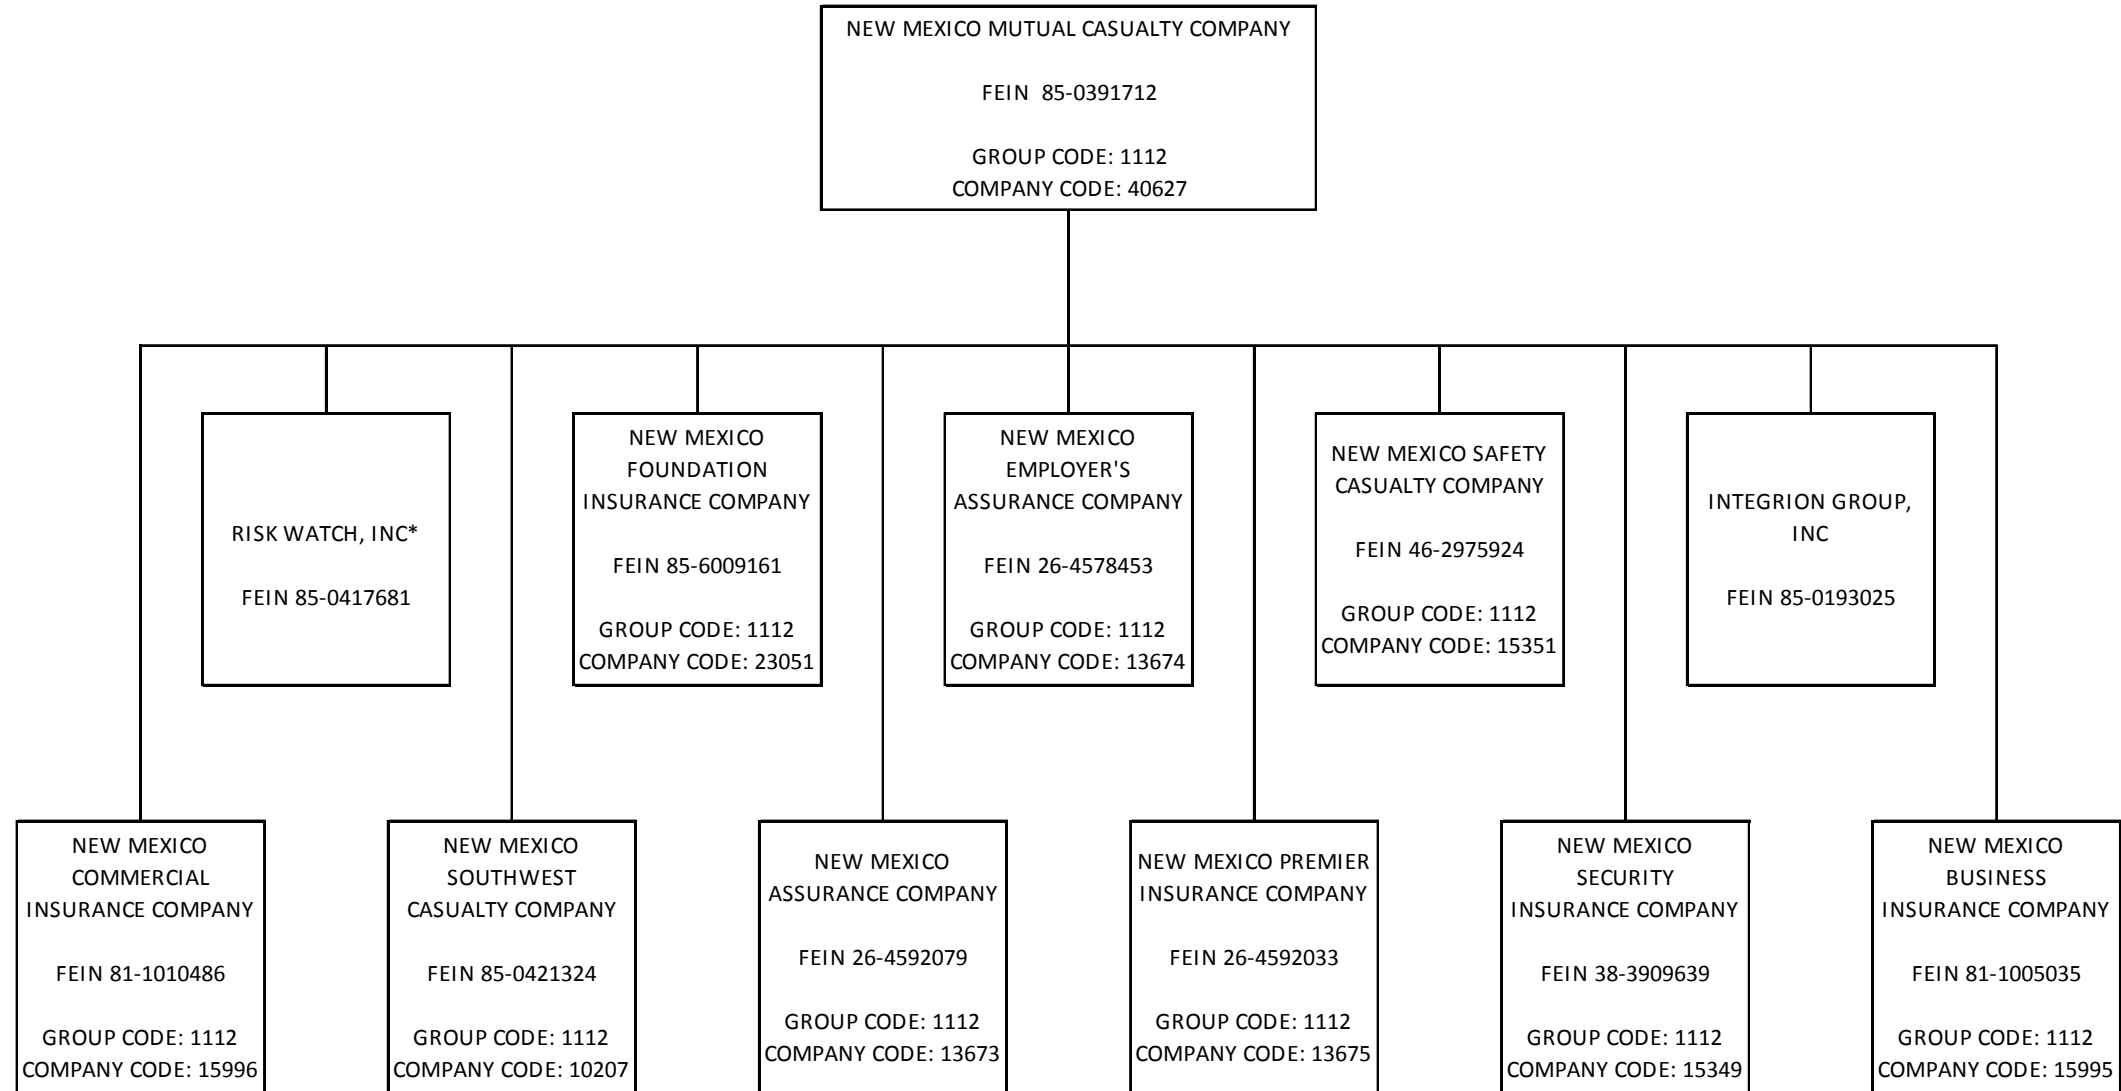 NEW MEXICO MUTUAL CASUALTY COMPANY
FEIN 85-0391712
GROUP CODE: 1112
COMPANY CODE: 40627
RISK WATCH, INC*
FEIN 85-0417681
NEW MEXICO
FOUNDATION
INSURANCE COMPANY
FEIN 85-6009161
GROUP CODE: 1112
COMPANY CODE: 23051
NEW MEXICO
EMPLOYER'S
ASSURANCE COMPANY
FEIN 26-4578453
GROUP CODE: 1112
COMPANY CODE: 13674
NEW MEXICO SAFETY
CASUALTY COMPANY
FEIN 46-2975924
GROUP CODE: 1112
COMPANY CODE: 15351
INTEGRION GROUP,
INC
FEIN 85-0193025
NEW MEXICO
COMMERCIAL
INSURANCE COMPANY
FEIN 81-1010486
GROUP CODE: 1112
COMPANY CODE: 15996
NEW MEXICO
SOUTHWEST
CASUALTY COMPANY
FEIN 85-0421324
GROUP CODE: 1112
COMPANY CODE: 10207
NEW MEXICO
ASSURANCE COMPANY
FEIN 26-4592079
GROUP CODE: 1112
COMPANY CODE: 13673
NEW MEXICO PREMIER
INSURANCE COMPANY
FEIN 26-4592033
GROUP CODE: 1112
COMPANY CODE: 13675
NEW MEXICO
SECURITY
INSURANCE COMPANY
FEIN 38-3909639
GROUP CODE: 1112
COMPANY CODE: 15349
NEW MEXICO
BUSINESS
INSURANCE COMPANY
FEIN 81-1005035
GROUP CODE: 1112
COMPANY CODE: 15995